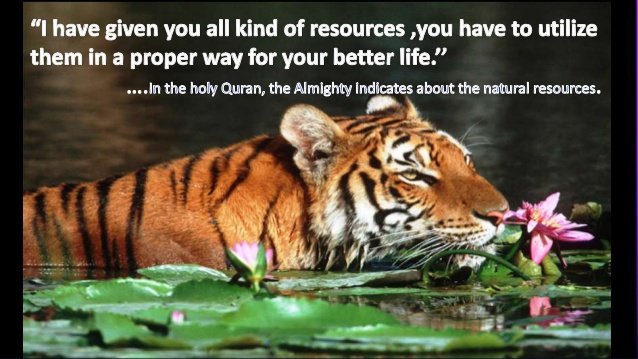 “I have given you all kind of resources ,you have to utilize
them in a proper way for your better life.’’
....In the holy Quran, the Almighty indicates about the natural resources.